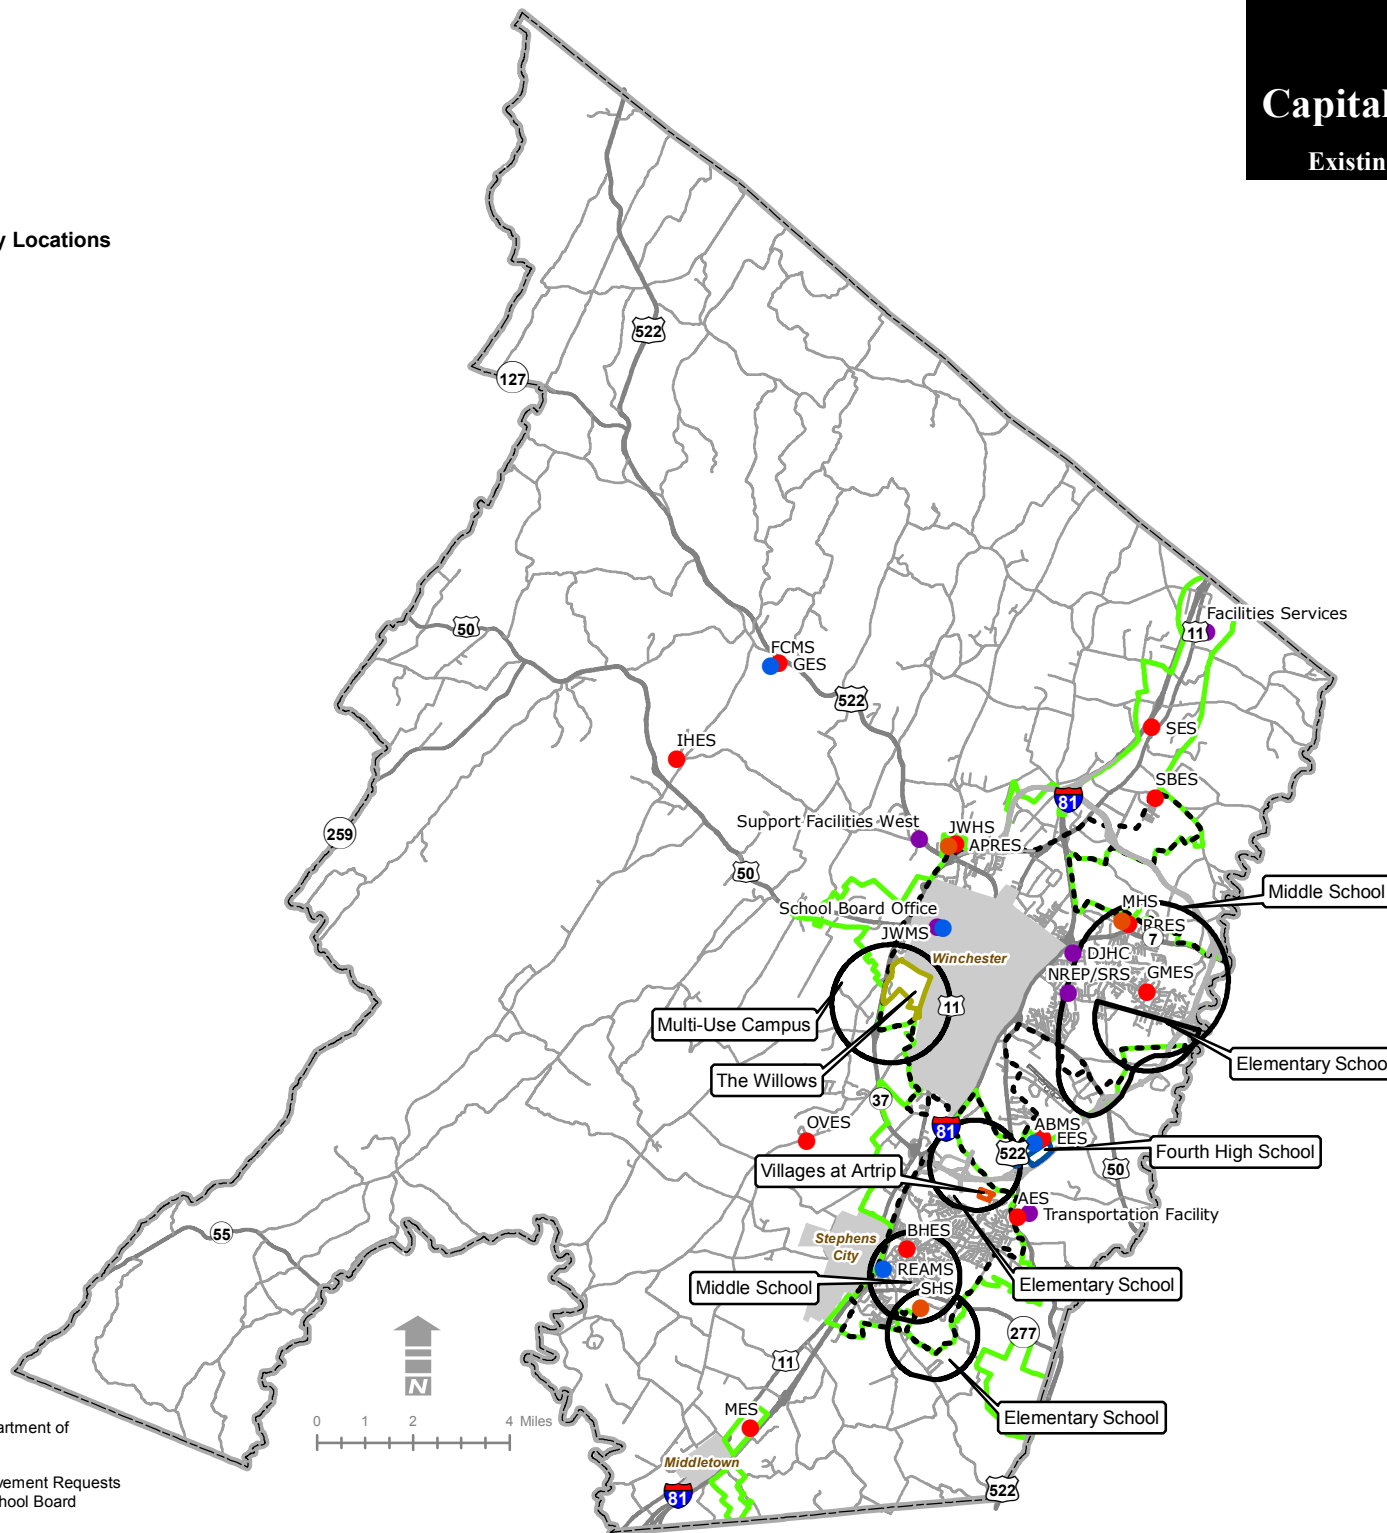 Capital
Existin
y Locations
522
127
50
Facilities Services
11
FCMS
GES
522
SES
IHES
SBES
81
259
Support Facilities West
JWHS
APRES
50
Middle School
School Board Office
MHS
RRES
7
JWMS
Winchester
DJHC
NREP/SRS
GMES
11
Multi-Use Campus
Elementary Schoo
The Willows
37
OVES
81
ABMS
EES
522
Fourth High School
50
Villages at Artrip
AES
Transportation Facility
55
Stephens
City
BHES
REAMS
Middle School
SHS
Elementary School
277
11
N
MES
Elementary School
0 1 2 4 Miles
artment of
Middletown
vement Requests
chool Board
81
522